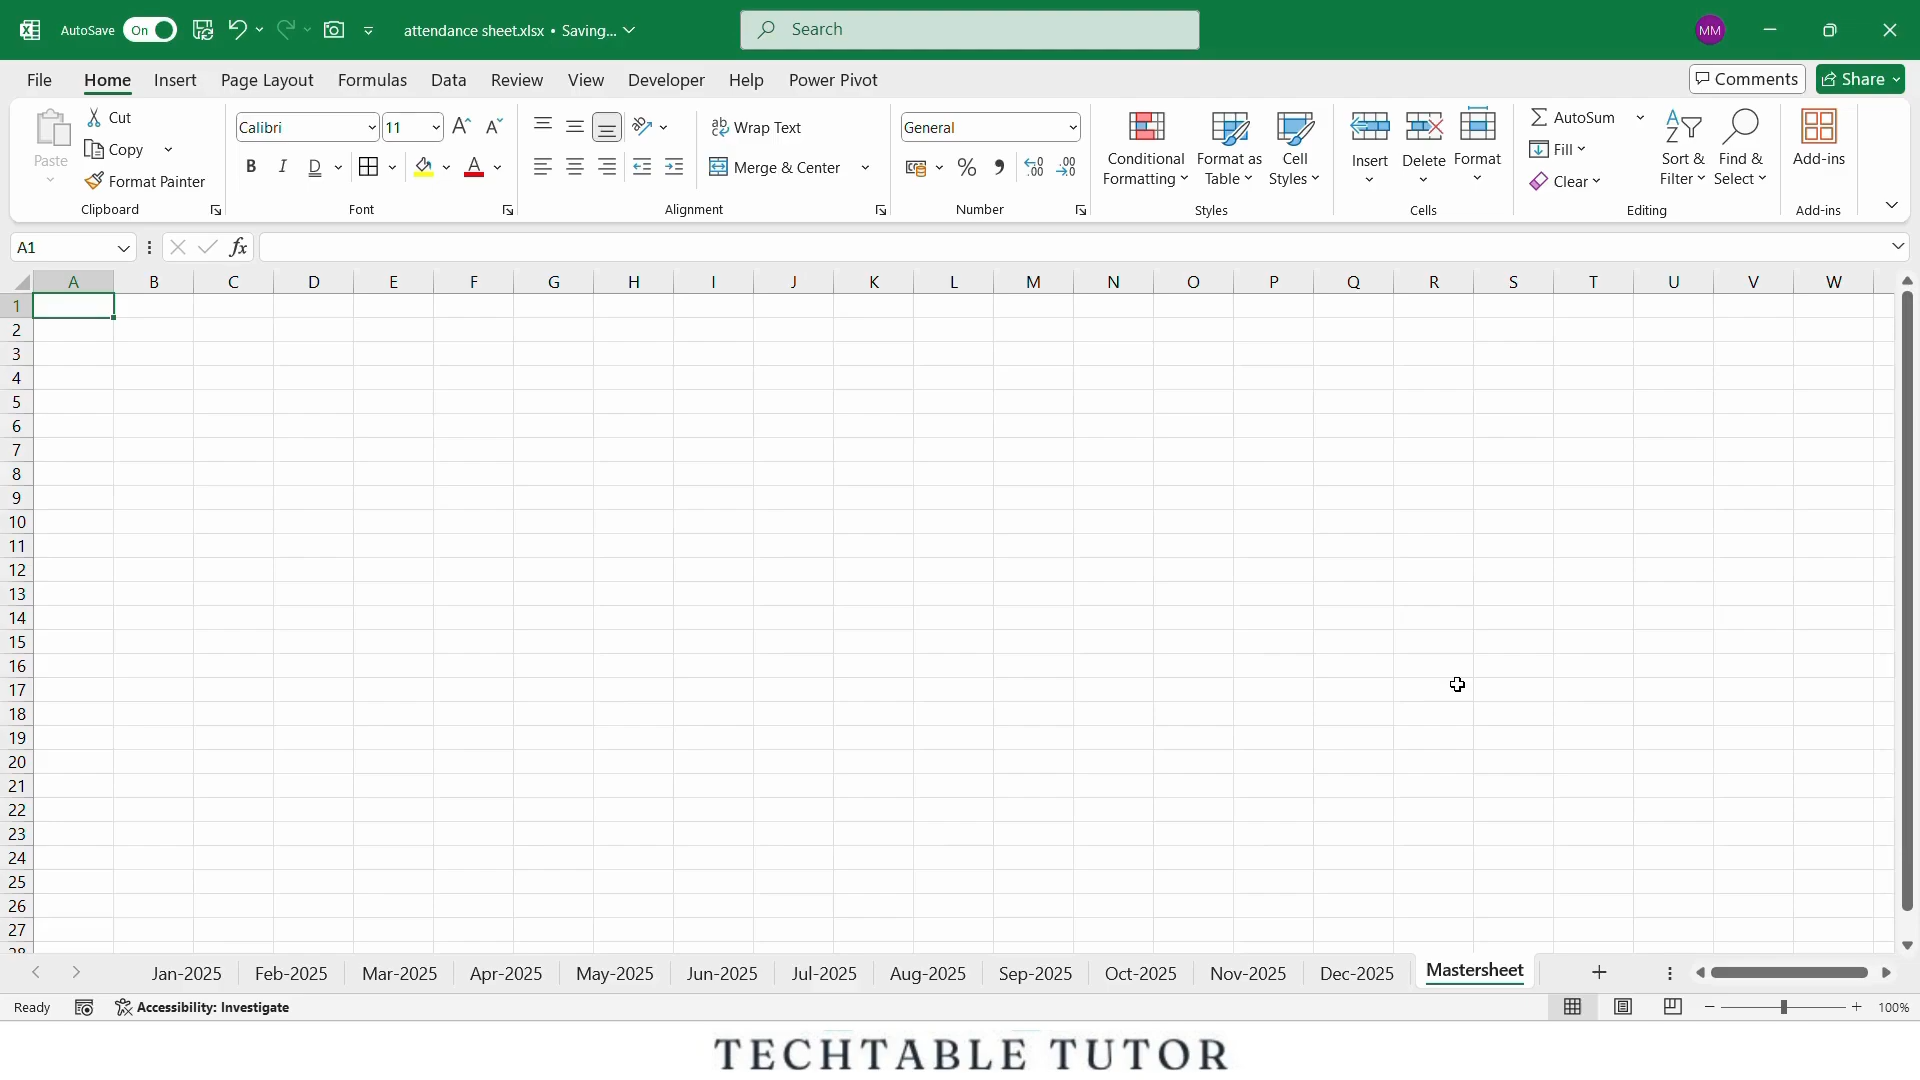 AutoSave On attendance sheet.xlsx • Saving... Search MM
File Home Insert Page Layout Formulas Data Review View Developer Help Power Pivot Comments Share
Paste Cut Copy Format Painter
Clipboard
Calibri 11
B I D A
Font
ab Wrap Text
Merge & Center
Alignment
General
% 9 .00
Number
Conditional Formatting Format as Table Cell Styles
Styles
Insert Delete Format
Cells
AutoSum Fill Clear Sort & Filter Find & Select
Editing
Add-ins
Add-ins
A1 fx
A B C D E F G H I J K L M N O P Q R S T U V W
1
2
3
4
5
6
7
8
9
10
11
12
13
14
15
16
17
18
19
20
21
22
23
24
25
26
27
28
Jan-2025 Feb-2025 Mar-2025 Apr-2025 May-2025 Jun-2025 Jul-2025 Aug-2025 Sep-2025 Oct-2025 Nov-2025 Dec-2025 Mastersheet
Ready Accessibility: Investigate 100%
TECHTABLE TUTOR